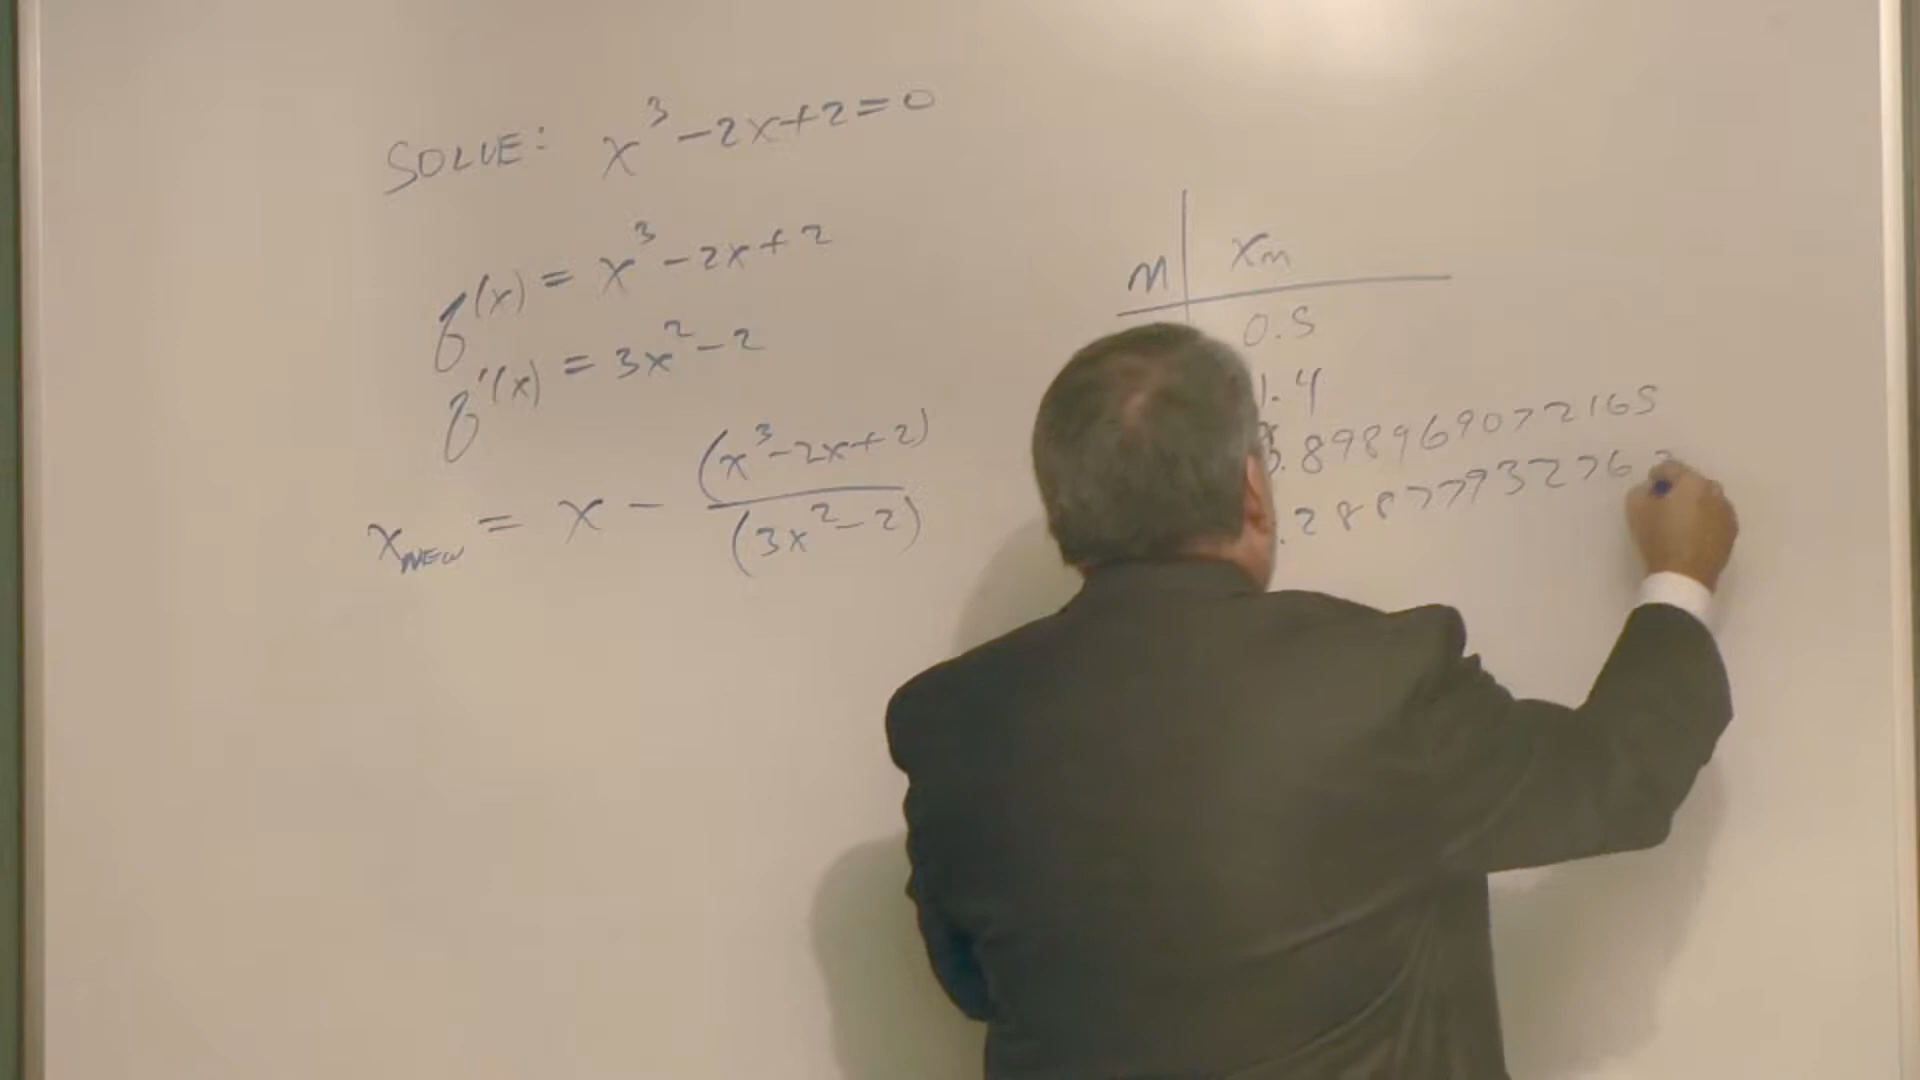 SOLVE: x³-2x+2=0
f(x) = x³-2x+2
f'(x) = 3x²-2
x_NEW = x - (x³-2x+2)/(3x²-2)
n | x_n
0.5
1.4
.898969072165
.28877932762